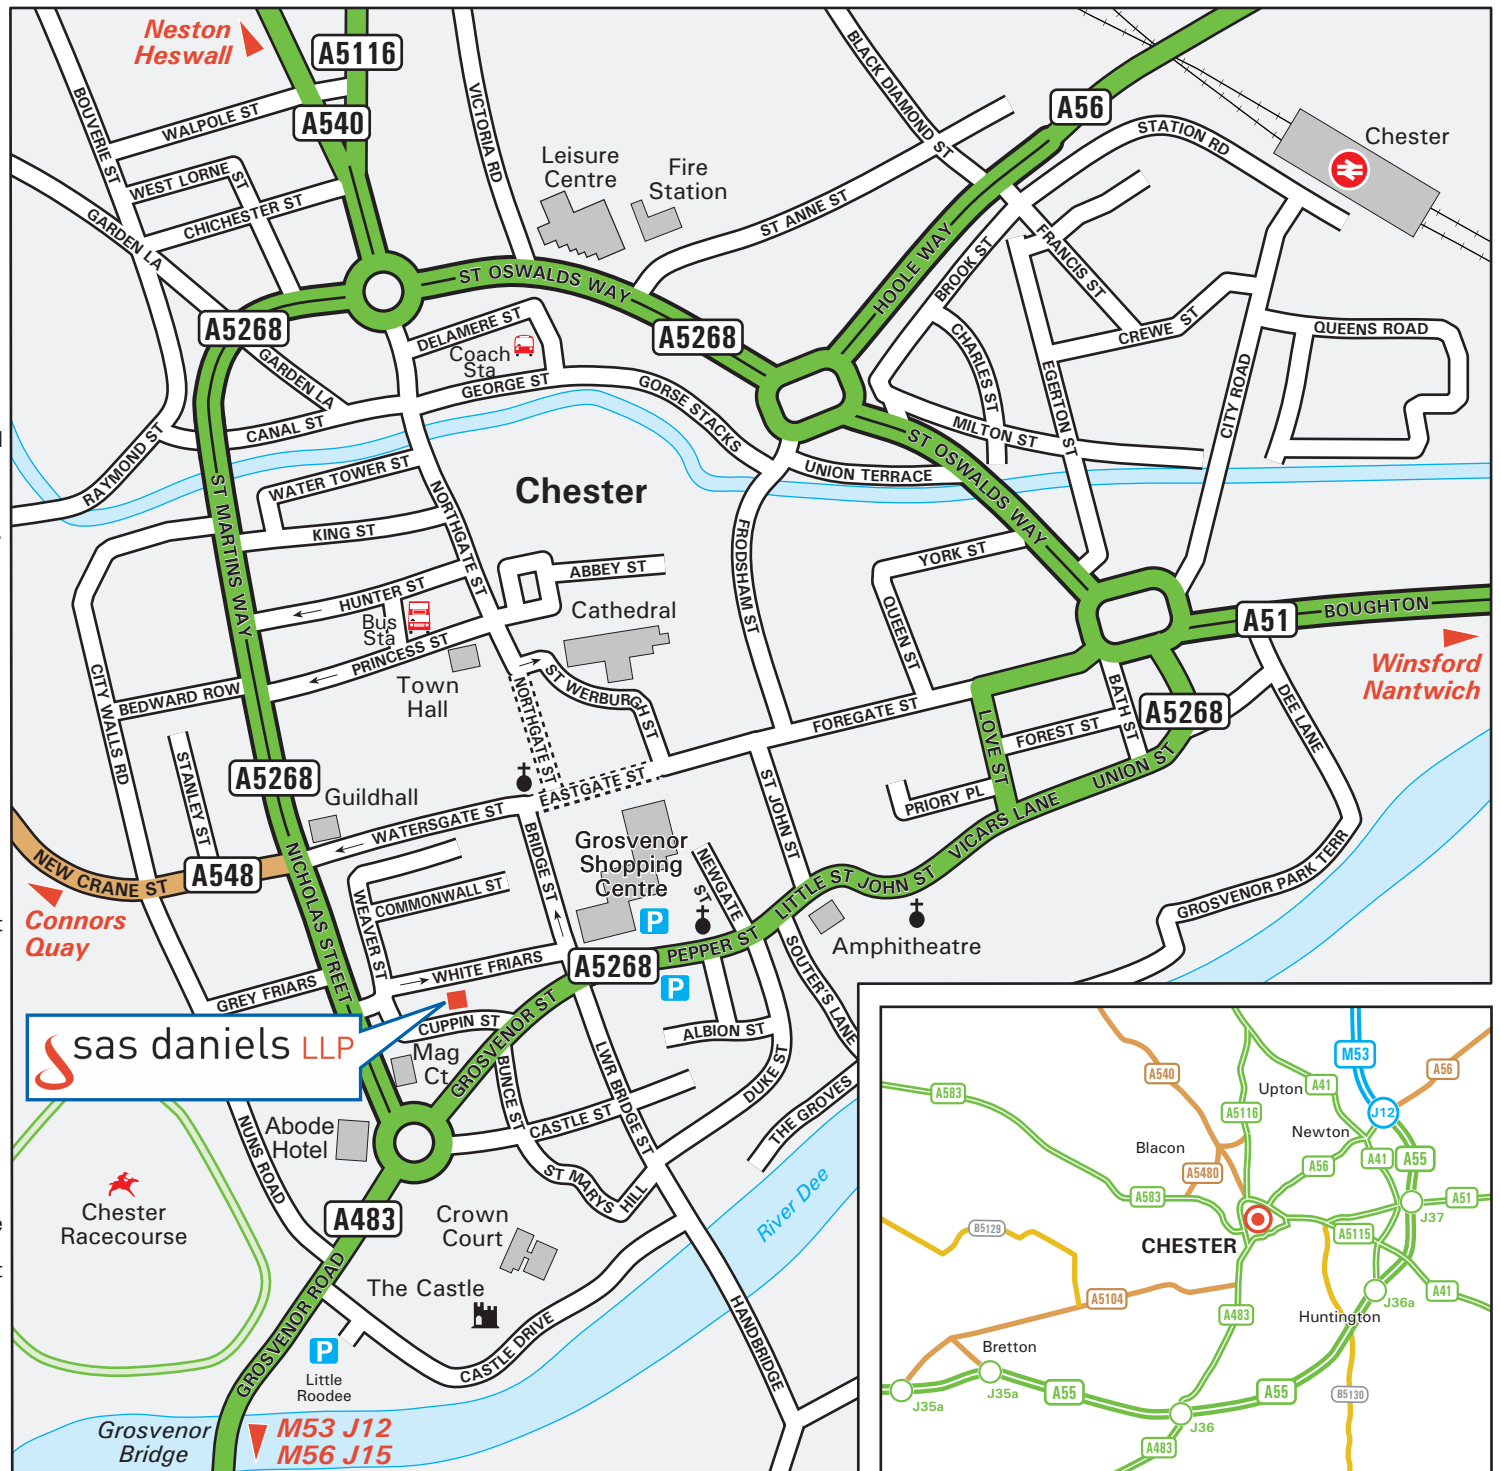 Neston
Heswall
A5116
A540
BOUVERIE ST
WALPOLE ST
WEST LORNE ST
CHICHESTER ST
GARDEN LA
VICTORIA RD
Leisure
Centre
Fire
Station
ST ANNE ST
BLACK DIAMOND ST
A56
STATION RD
Chester
HOOLE WAY
BROOK ST
FRANCIS ST
CREWE ST
QUEENS ROAD
CHARLES ST
EGERTON ST
CITY ROAD
MILTON ST
ST OSWALDS WAY
A5268
A5268
DELAMERE ST
Coach
Sta
GEORGE ST
GORSE STACKS
GARDEN LA
CANAL ST
RAYMOND ST
WATER TOWER ST
Chester
UNION TERRACE
ST OSWALDS WAY
ST MARTINS WAY
KING ST
NORTHGATE ST
HUNTER ST
Bus
Sta
PRINCESS ST
ABBEY ST
Cathedral
FRODSHAM ST
YORK ST
QUEEN ST
A51
BOUGHTON
Winsford
Nantwich
CITY WALLS RD
BEDWARD ROW
Town
Hall
NORTHGATE ST
ST WERBURGH ST
FOREGATE ST
LOVE ST
FOREST ST
BATH ST
A5268
DEE LANE
STANLEY ST
A5268
Guildhall
WATERSGATE ST
EASTGATE ST
ST JOHN ST
PRIORY PL
VICARS LANE
UNION ST
GROSVENOR PARK TERR
NEW CRANE ST
A548
Connors
Quay
NICHOLAS STREET
WEAVER ST
COMMONWALL ST
BRIDGE ST
Grosvenor
Shopping
Centre
P
NEWGATE ST
LITTLE ST JOHN ST
Amphitheatre
GREY FRIARS
WHITE FRIARS
A5268
PEPPER ST
P
SOUTER'S LANE
sas daniels LLP
CUPPIN ST
Mag
Ct
GROSVENOR ST
BUNCE ST
ALBION ST
DUKE ST
LWR BRIDGE ST
THE GROVES
Abode
Hotel
CASTLE ST
ST MARYS HILL
NUNS ROAD
Chester
Racecourse
A483
Crown
Court
The Castle
River Dee
GROSVENOR ROAD
P
Little
Roodee
CASTLE DRIVE
HANDBRIDGE
Grosvenor
Bridge
M53 J12
M56 J15
M53
A540
A56
A583
Upton
A41
J12
A5116
Newton
Blacon
A5480
A56
A41
A55
A583
A51
J37
B5129
CHESTER
A5115
A5104
A483
J36a
A41
Huntington
Bretton
J35a
A55
A55
B5130
J35a
J36
A483